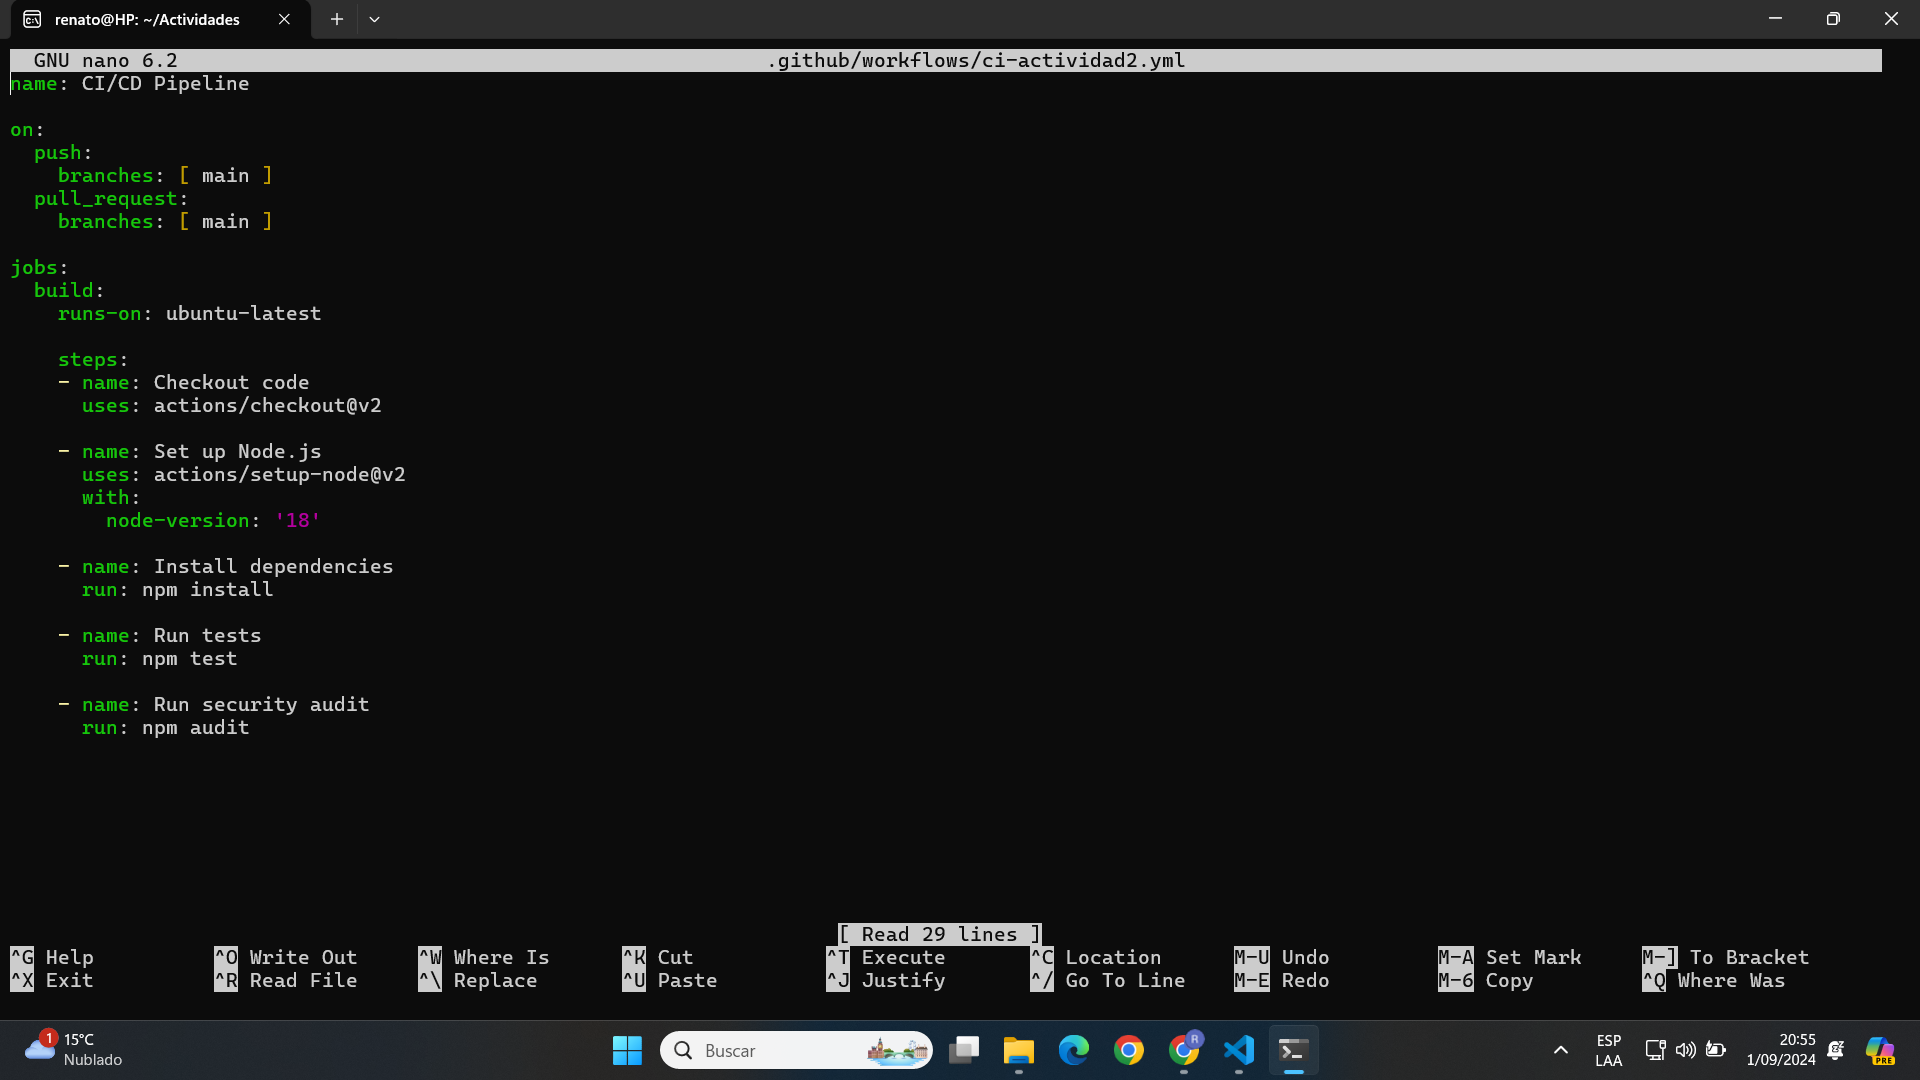 renato@HP: ~/Actividades
GNU nano 6.2 .github/workflows/ci-actividad2.yml
name: CI/CD Pipeline
on:
  push:
    branches: [ main ]
  pull_request:
    branches: [ main ]
jobs:
  build:
    runs-on: ubuntu-latest
    steps:
    - name: Checkout code
      uses: actions/checkout@v2
    - name: Set up Node.js
      uses: actions/setup-node@v2
      with:
        node-version: '18'
    - name: Install dependencies
      run: npm install
    - name: Run tests
      run: npm test
    - name: Run security audit
      run: npm audit
[ Read 29 lines ]
^G Help ^O Write Out ^W Where Is ^K Cut ^T Execute ^C Location M-U Undo M-A Set Mark M-] To Bracket
^X Exit ^R Read File ^\ Replace ^U Paste ^J Justify ^/ Go To Line M-E Redo M-6 Copy ^Q Where Was
1
15°C
Nublado
Buscar
R
ESP
LAA
20:55
1/09/2024
PRE